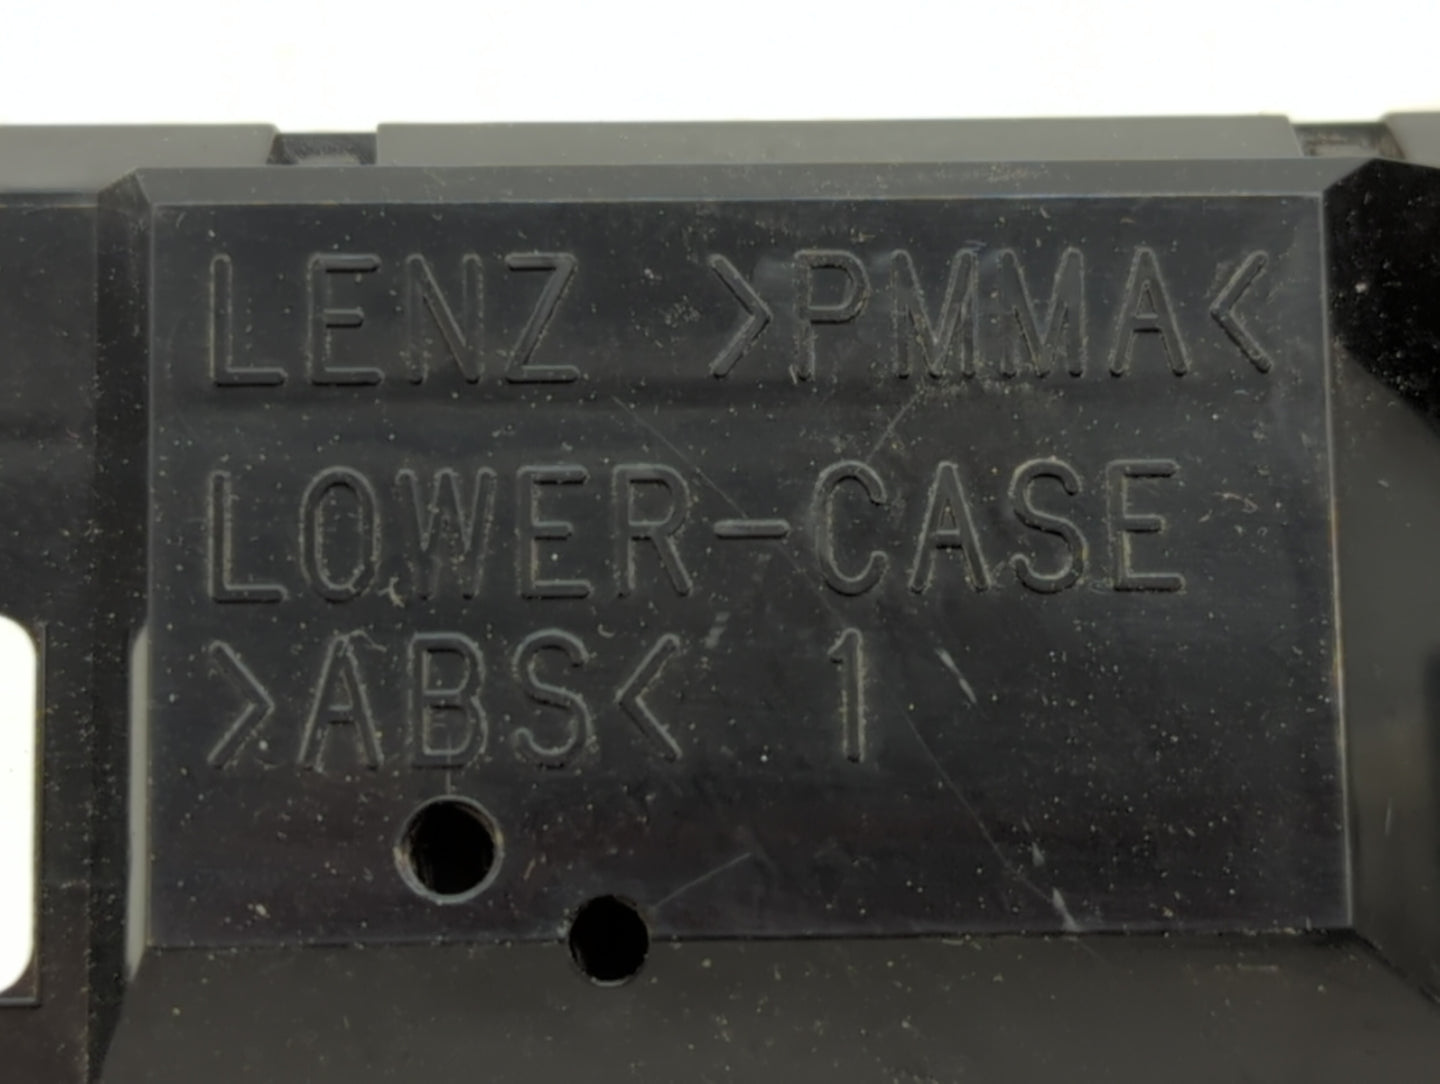 LENZ >PMMA<
LOWER-CASE
>ABS< 1